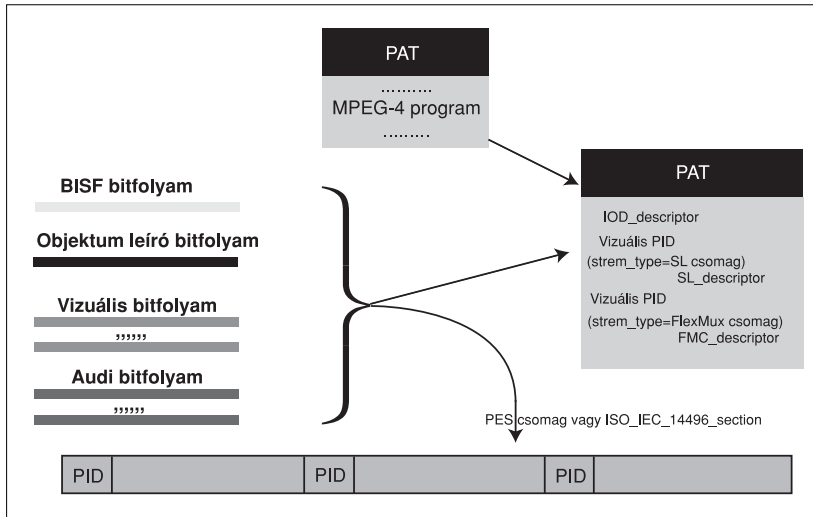 PAT
..........
MPEG-4 program
.........
PAT
IOD_descriptor
Vizuális PID
(strem_type=SL csomag)
SL_descriptor
Vizuális PID
(strem_type=FlexMux csomag)
FMC_descriptor
BISF bitfolyam
Objektum leíró bitfolyam
Vizuális bitfolyam
,,,,,,
Audi bitfolyam
,,,,,,
PES csomag vagy ISO_IEC_14496_section
PID
PID
PID